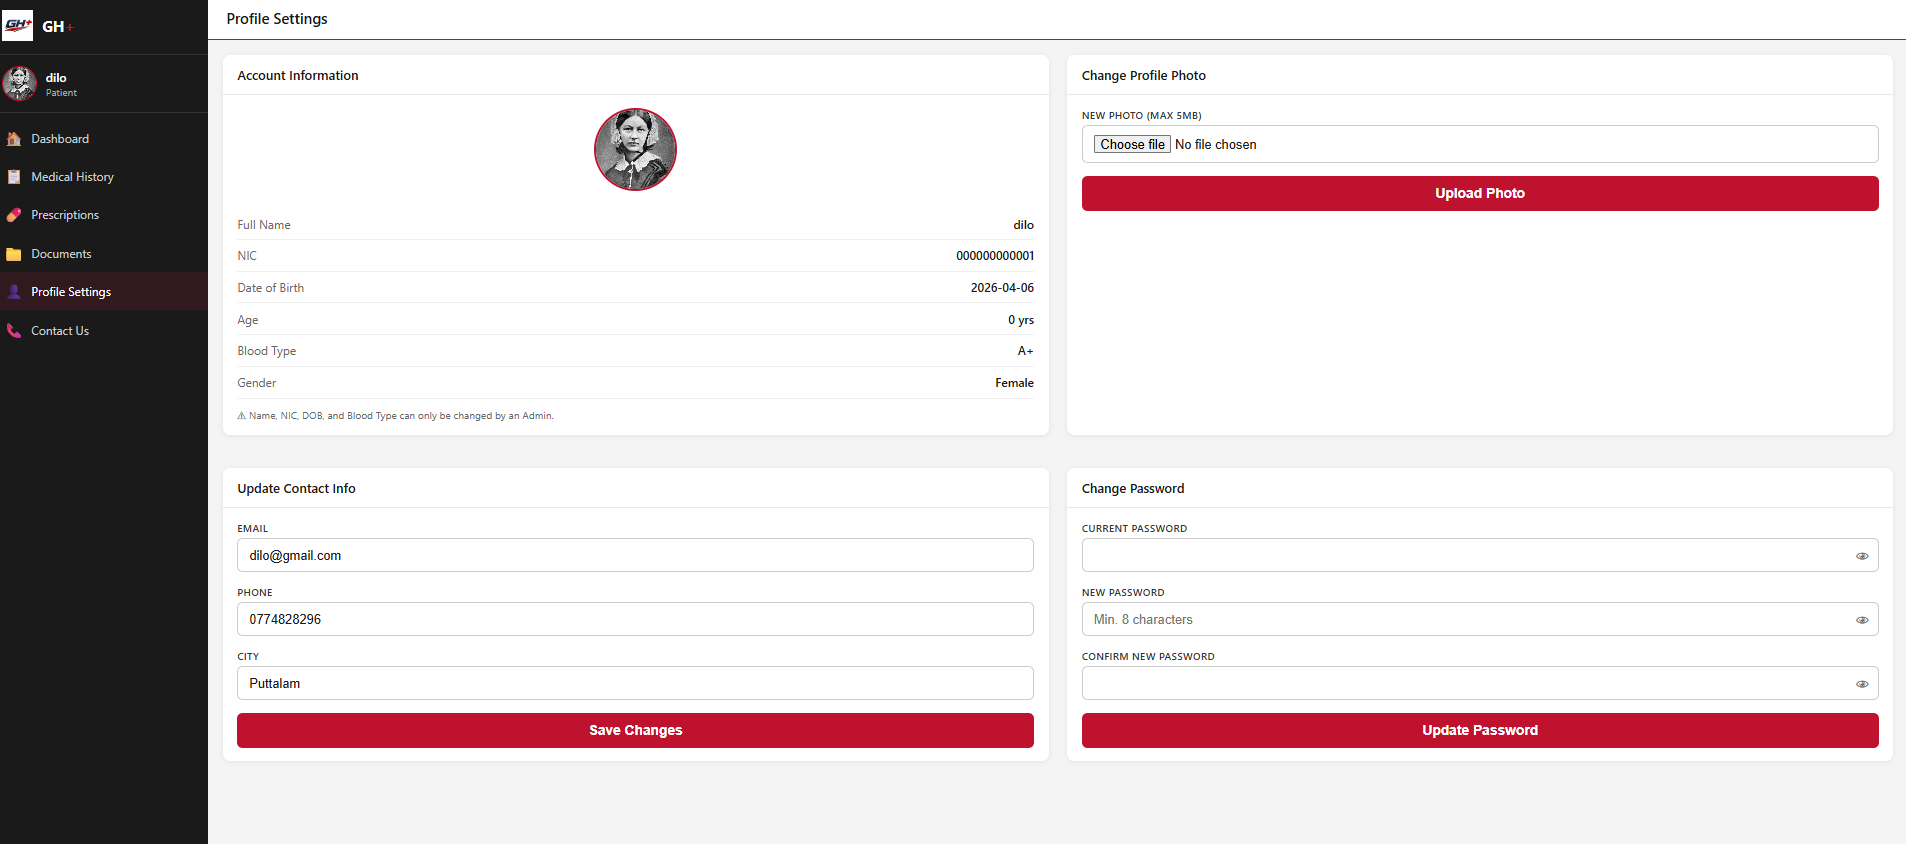 GH+
GH+
dilo
Patient
Dashboard
Medical History
Prescriptions
Documents
Profile Settings
Contact Us
Profile Settings
Account Information
Full Name dilo
NIC 000000000001
Date of Birth 2026-04-06
Age 0 yrs
Blood Type A+
Gender Female
⚠ Name, NIC, DOB, and Blood Type can only be changed by an Admin.
Change Profile Photo
NEW PHOTO (MAX 5MB)
Choose file No file chosen
Upload Photo
Update Contact Info
EMAIL
dilo@gmail.com
PHONE
0774828296
CITY
Puttalam
Save Changes
Change Password
CURRENT PASSWORD
NEW PASSWORD
Min. 8 characters
CONFIRM NEW PASSWORD
Update Password